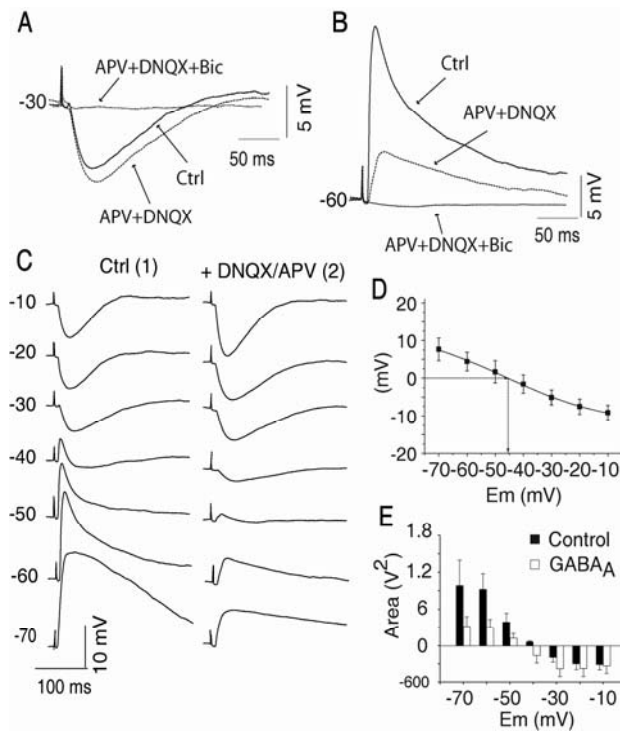 A
APV+DNQX+Bic
-30
5 mV
50 ms
Ctrl
APV+DNQX
B
Ctrl
APV+DNQX
-60
5 mV
50 ms
APV+DNQX+Bic
C
Ctrl (1)
+ DNQX/APV (2)
-10
-20
-30
-40
-50
-60
-70
10 mV
100 ms
D
20
10
0
-10
-20
(mV)
-70 -60 -50 -40 -30 -20 -10
Em (mV)
E
Control
GABAA
1.8
1.2
6
0
-600
Area (V²)
-70 -50 -30 -10
Em (mV)